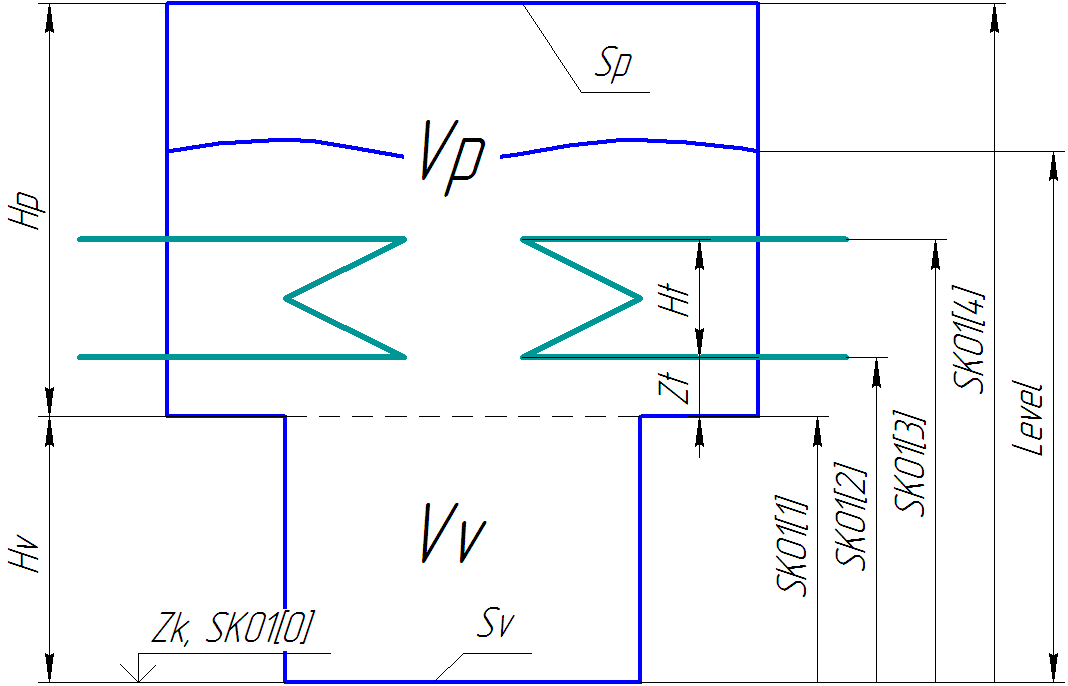 Sp
Vp
Hp
Ht
SK01[4]
Zt
Level
SK01[3]
SK01[2]
SK01[1]
Vv
Hv
Zk, SK01[0]
Sv